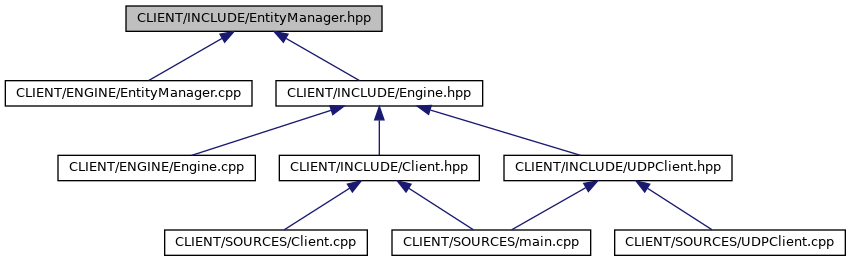 CLIENT/INCLUDE/EntityManager.hpp
CLIENT/ENGINE/EntityManager.cpp
CLIENT/INCLUDE/Engine.hpp
CLIENT/ENGINE/Engine.cpp
CLIENT/INCLUDE/Client.hpp
CLIENT/INCLUDE/UDPClient.hpp
CLIENT/SOURCES/Client.cpp
CLIENT/SOURCES/main.cpp
CLIENT/SOURCES/UDPClient.cpp